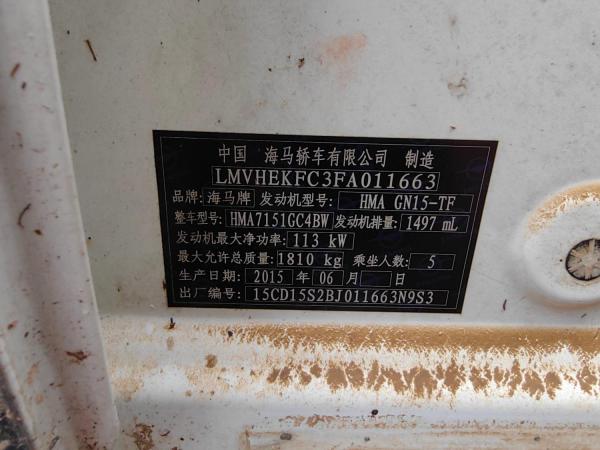 中国 海马轿车有限公司 制造
LMVHEKFC3FA011663
品牌: 海马牌 发动机型号: HMA GN15-TF
整车型号: HMA7151GC4BW 发动机排量: 1497 mL
发动机最大净功率: 113 kW
最大允许总质量: 1810 kg 乘坐人数: 5
生产日期: 2015 年 06 月 日
出厂编号: 15CD15S2BJ011663N9S3